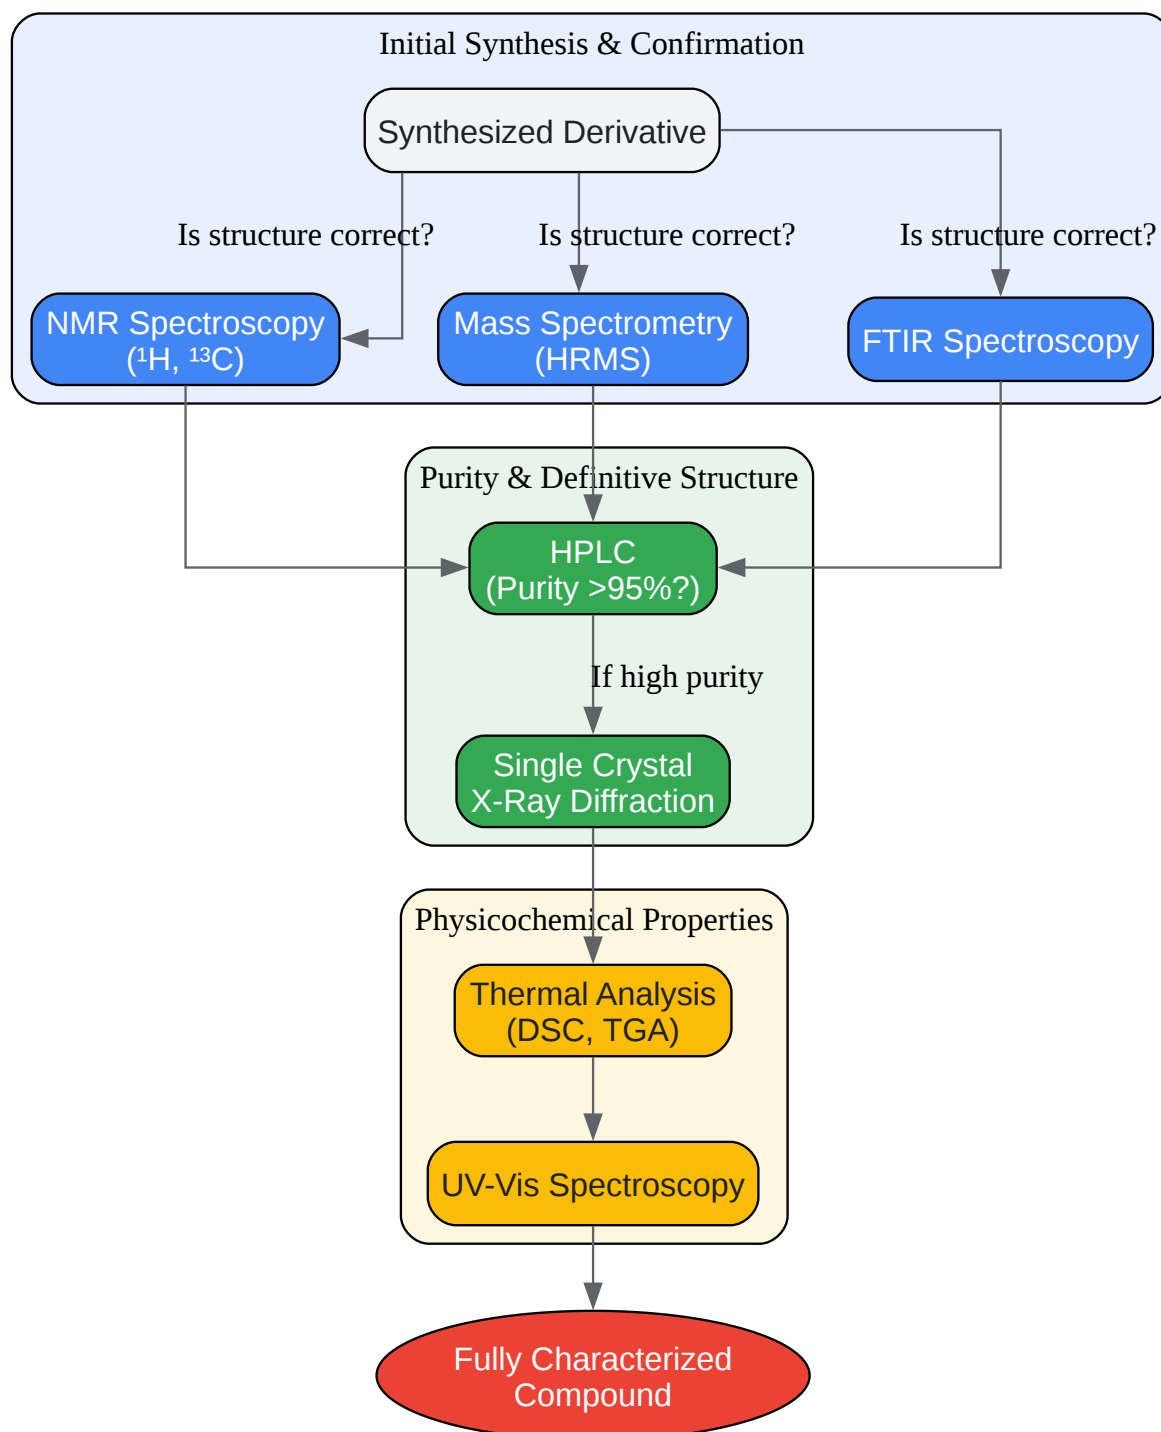 Initial Synthesis & Confirmation
Synthesized Derivative
Is structure correct?
Is structure correct?
Is structure correct?
NMR Spectroscopy
(¹H, ¹³C)
Mass Spectrometry
(HRMS)
FTIR Spectroscopy
Purity & Definitive Structure
HPLC
(Purity >95%?)
If high purity
Single Crystal
X-Ray Diffraction
Physicochemical Properties
Thermal Analysis
(DSC, TGA)
UV-Vis Spectroscopy
Fully Characterized
Compound